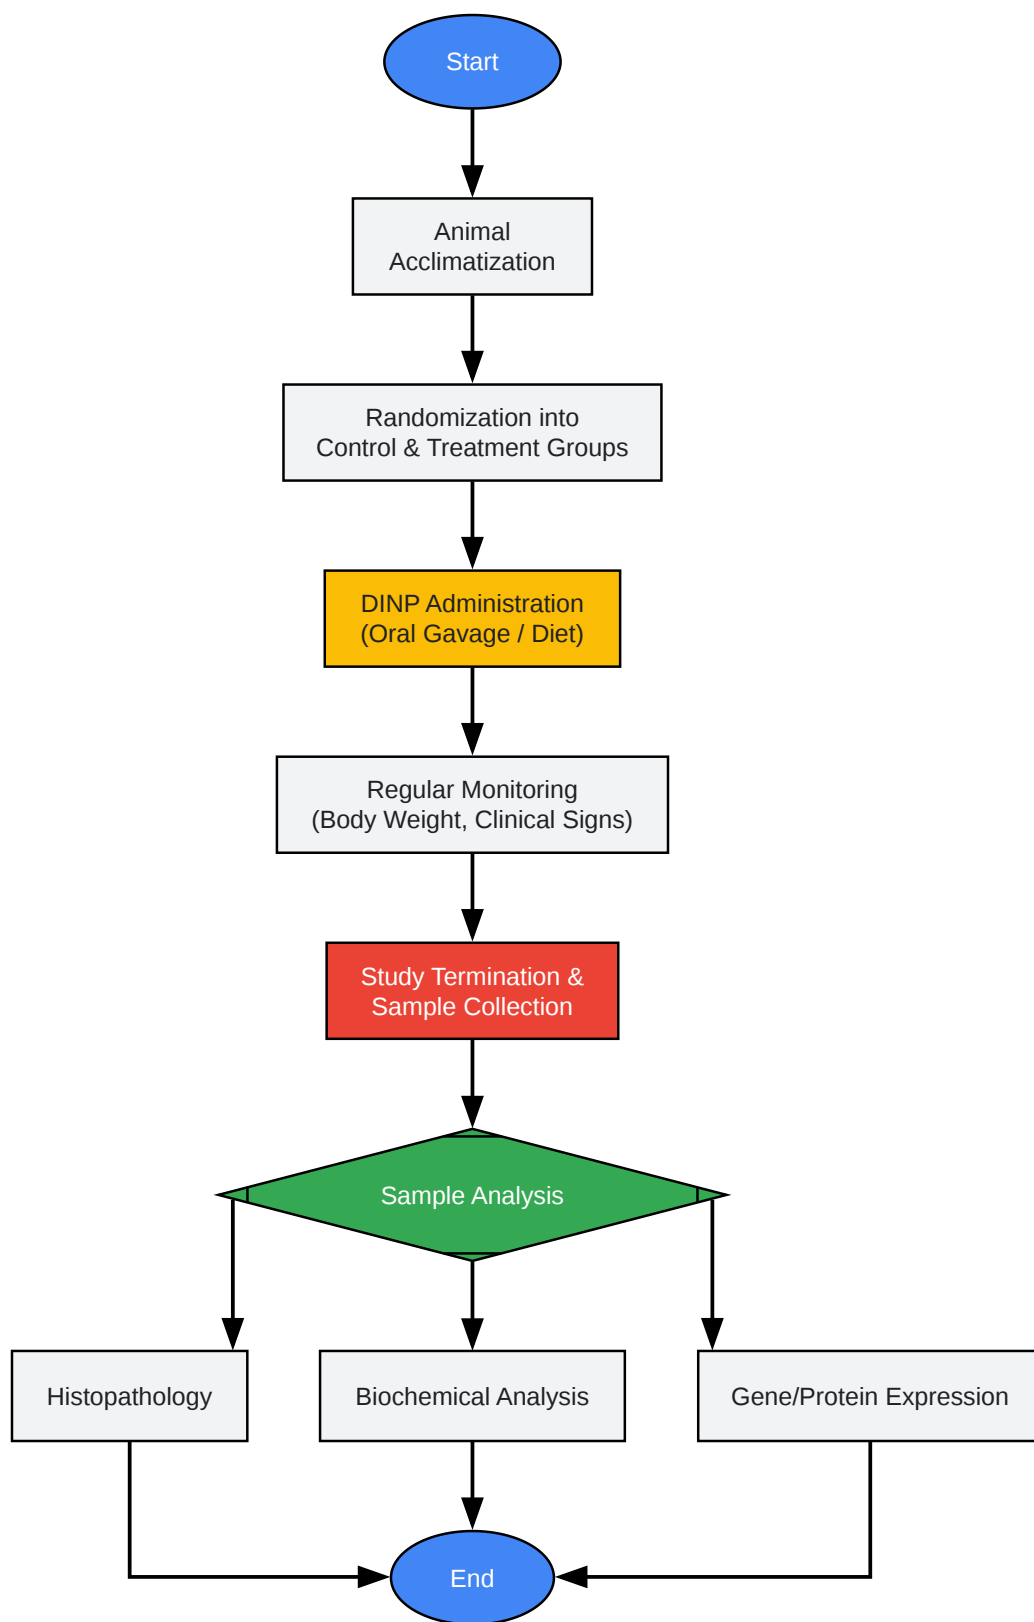 Start
Animal
Acclimatization
Randomization into
Control & Treatment Groups
DINP Administration
(Oral Gavage / Diet)
Regular Monitoring
(Body Weight, Clinical Signs)
Study Termination &
Sample Collection
Sample Analysis
Histopathology
Biochemical Analysis
Gene/Protein Expression
End